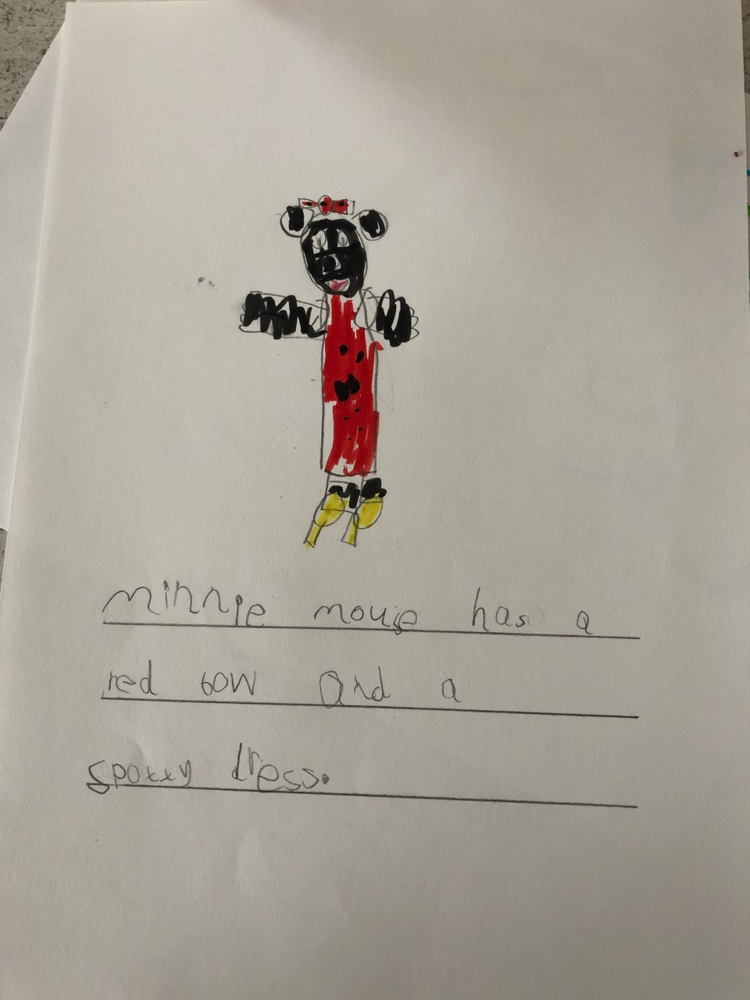 minnie mouse has a
red bow and a
spotty dress.